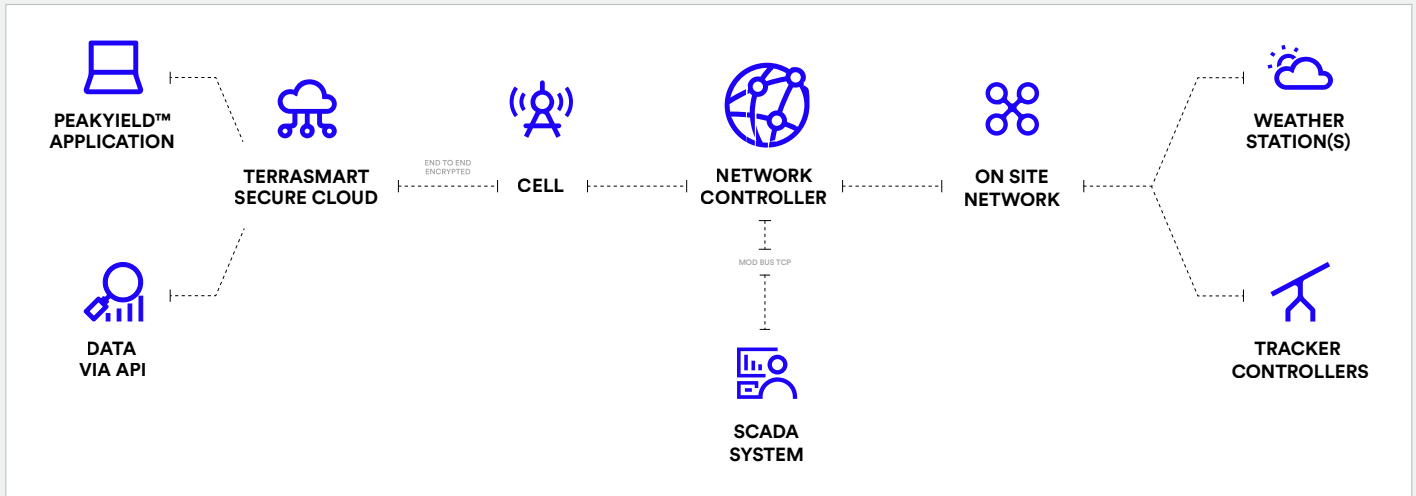 PEAKYIELD™
APPLICATION
TERRASMART
SECURE CLOUD
DATA
VIA API
END TO END
ENCRYPTED
CELL
NETWORK
CONTROLLER
MOD BUS TCP
SCADA
SYSTEM
ON SITE
NETWORK
WEATHER
STATION(S)
TRACKER
CONTROLLERS